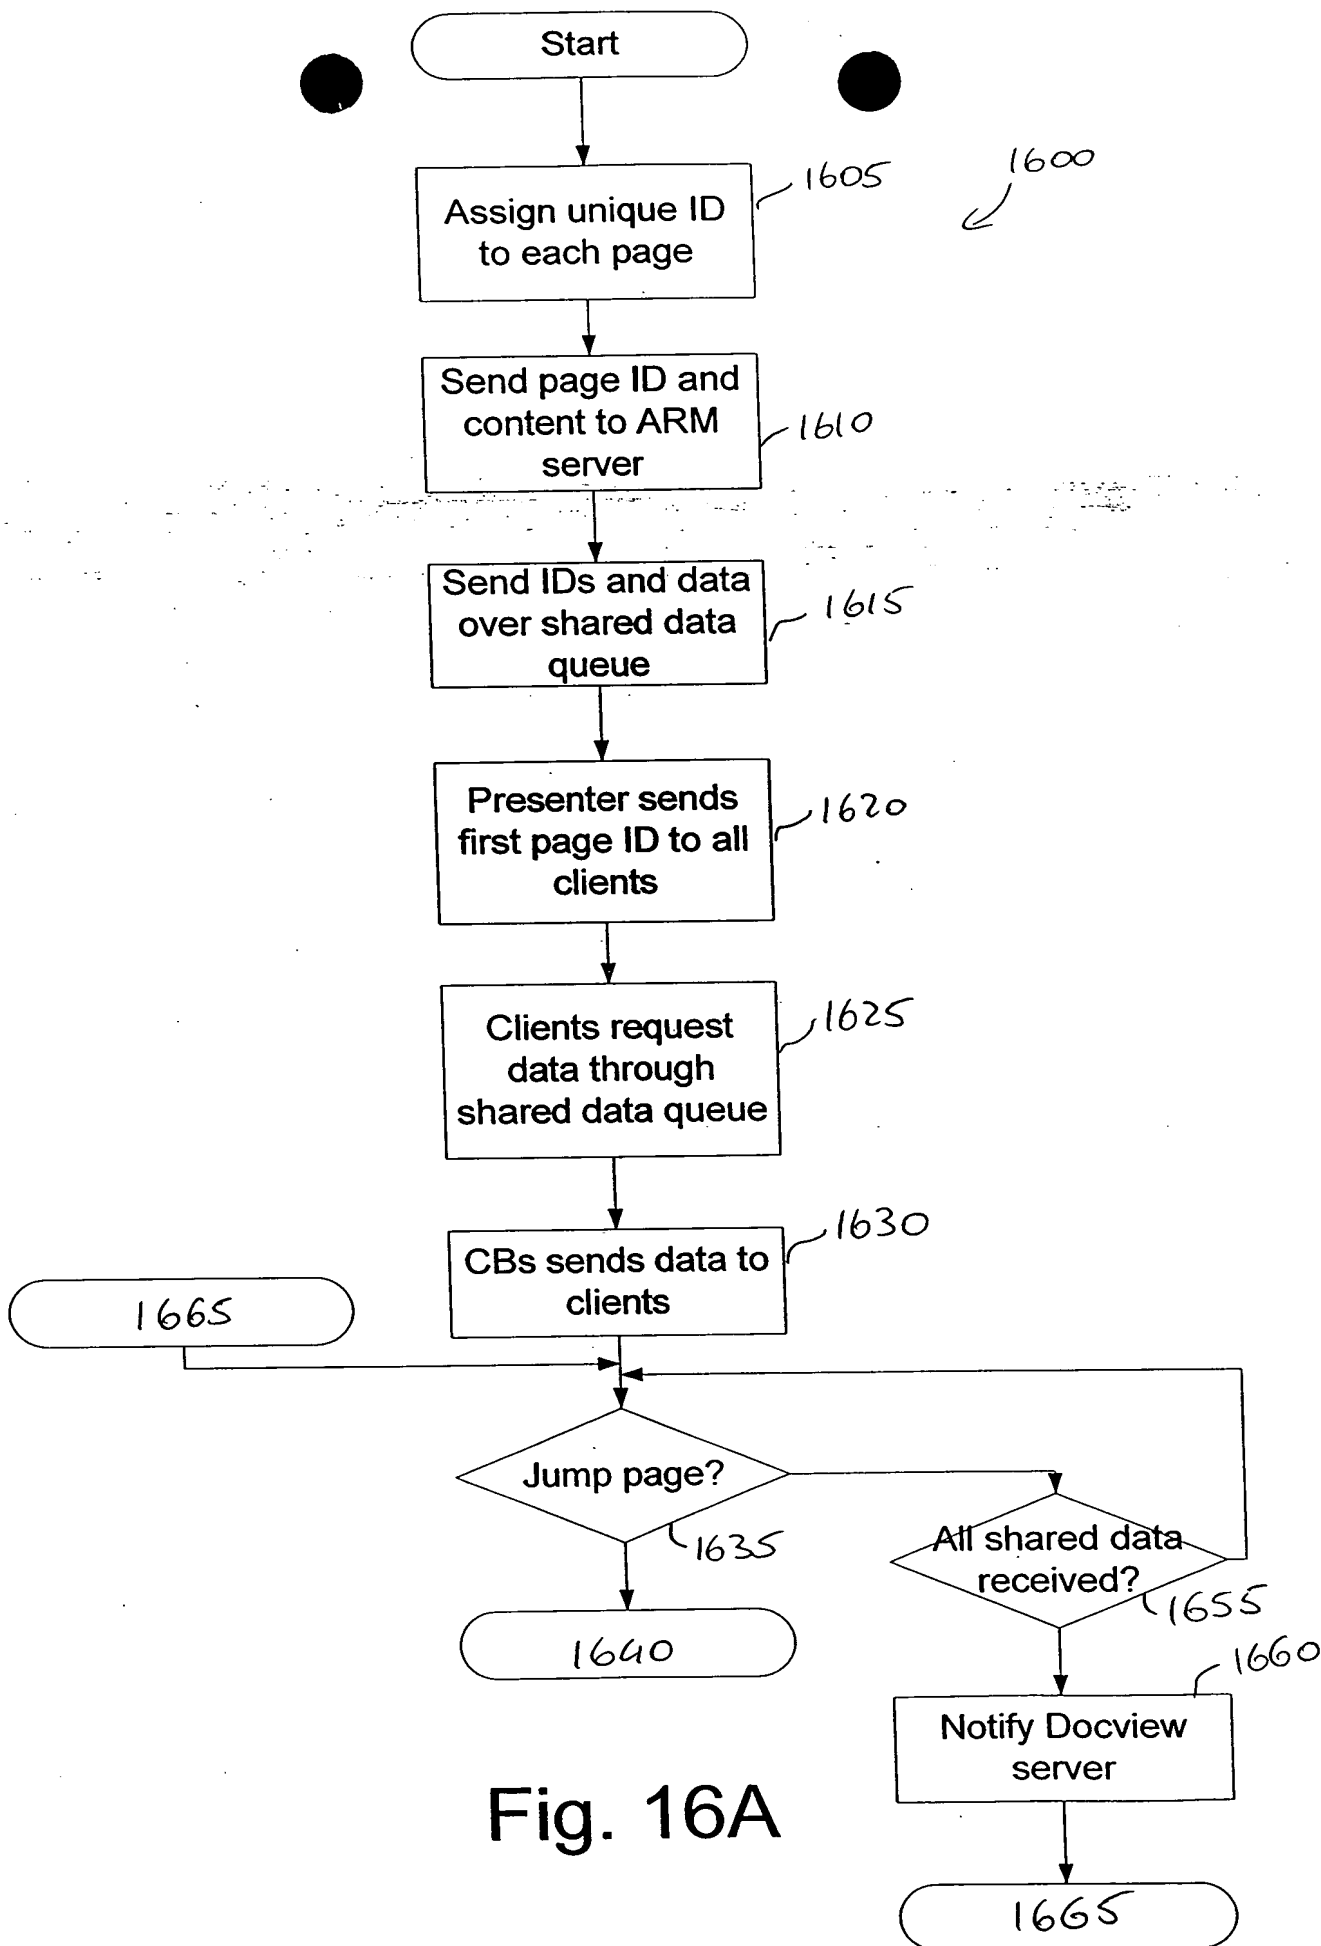 Start
1600
1605
Assign unique ID
to each page
Send page ID and
content to ARM
server
1610
Send IDs and data
over shared data
queue
1615
Presenter sends
first page ID to all
clients
1620
Clients request
data through
shared data queue
1625
1630
CBs sends data to
clients
1665
Jump page?
1635
All shared data
received?
1655
1640
1660
Notify Docview
server
Fig. 16A
1665